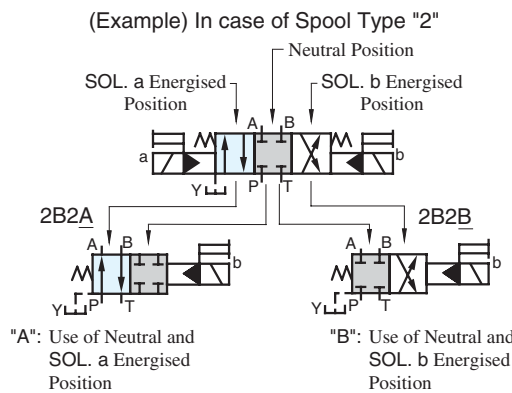 (Example) In case of Spool Type "2"
Neutral Position
SOL. a Energised
Position
SOL. b Energised
Position
A B
a
b
Y
P T
2B2A
2B2B
A B
b
Y
P T
A B
b
Y
P T
"A": Use of Neutral and
SOL. a Energised
Position
"B": Use of Neutral and
SOL. b Energised
Position